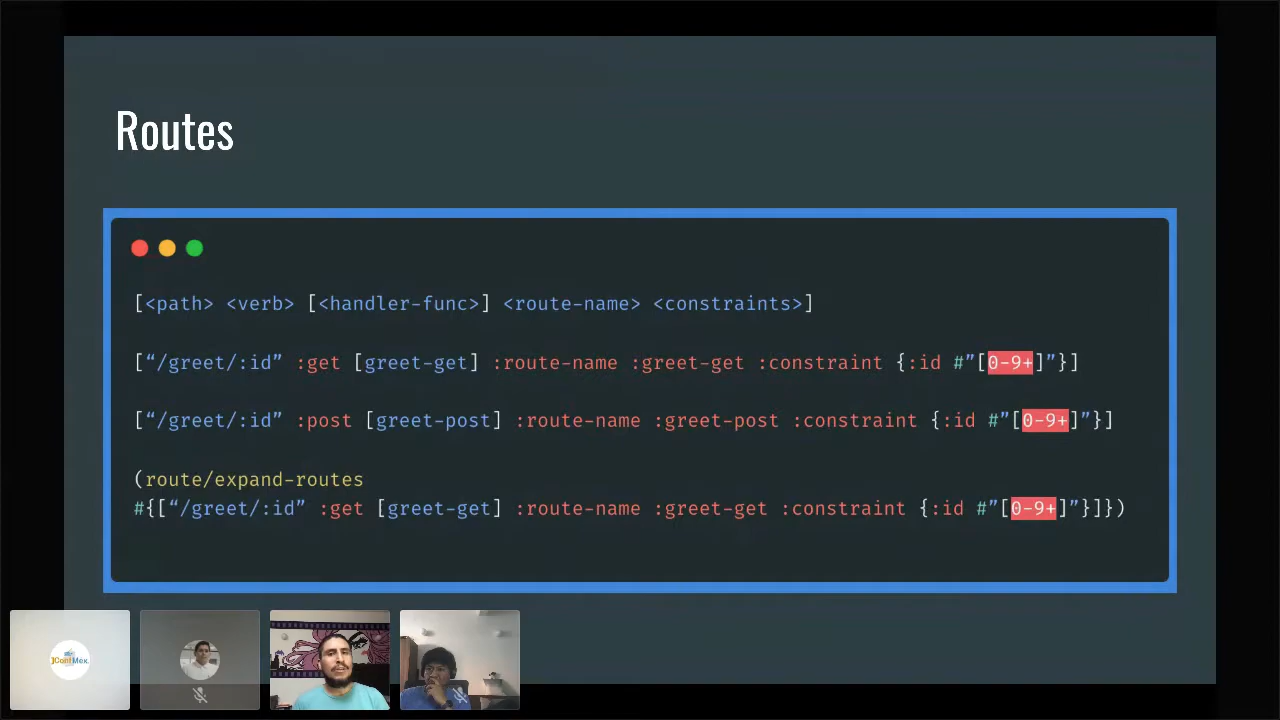 Routes
[<path> <verb> [<handler-func>] <route-name> <constraints>]
[“/greet/:id” :get [greet-get] :route-name :greet-get :constraint {:id #”[0-9+]”}]
[“/greet/:id” :post [greet-post] :route-name :greet-post :constraint {:id #”[0-9+]”}]
(route/expand-routes
#{[“/greet/:id” :get [greet-get] :route-name :greet-get :constraint {:id #”[0-9+]”}]})
JConfMex